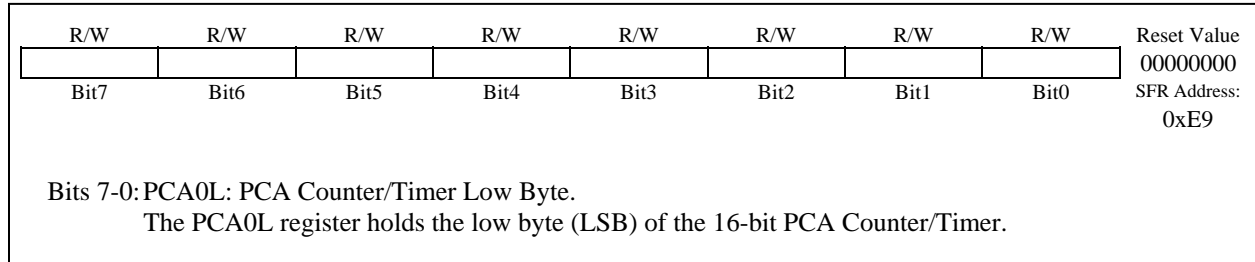 R/W R/W R/W R/W R/W R/W R/W R/W Reset Value
00000000
Bit7 Bit6 Bit5 Bit4 Bit3 Bit2 Bit1 Bit0 SFR Address:
0xE9
Bits 7-0: PCA0L: PCA Counter/Timer Low Byte.
The PCA0L register holds the low byte (LSB) of the 16-bit PCA Counter/Timer.